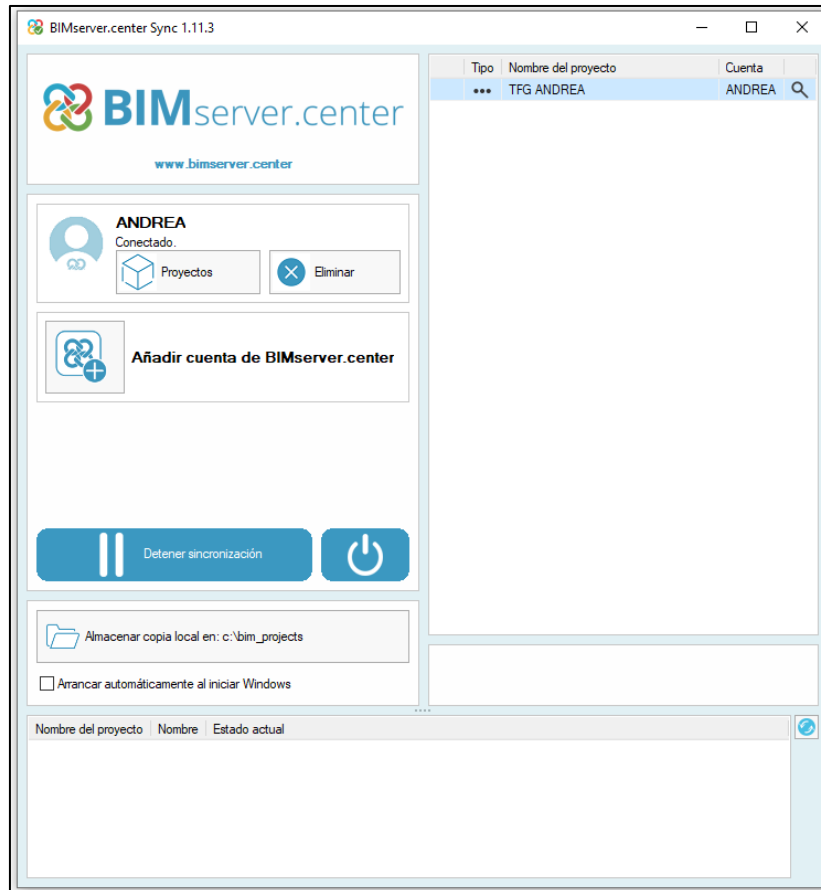 BIMserver.center Sync 1.11.3
BIMserver.center
www.bimserver.center
ANDREA
Conectado.
Proyectos
Eliminar
Añadir cuenta de BIMserver.center
Detener sincronización
Almacenar copia local en: c:\bim_projects
Arrancar automáticamente al iniciar Windows
Tipo Nombre del proyecto Cuenta
TFG ANDREA ANDREA
Nombre del proyecto Nombre Estado actual